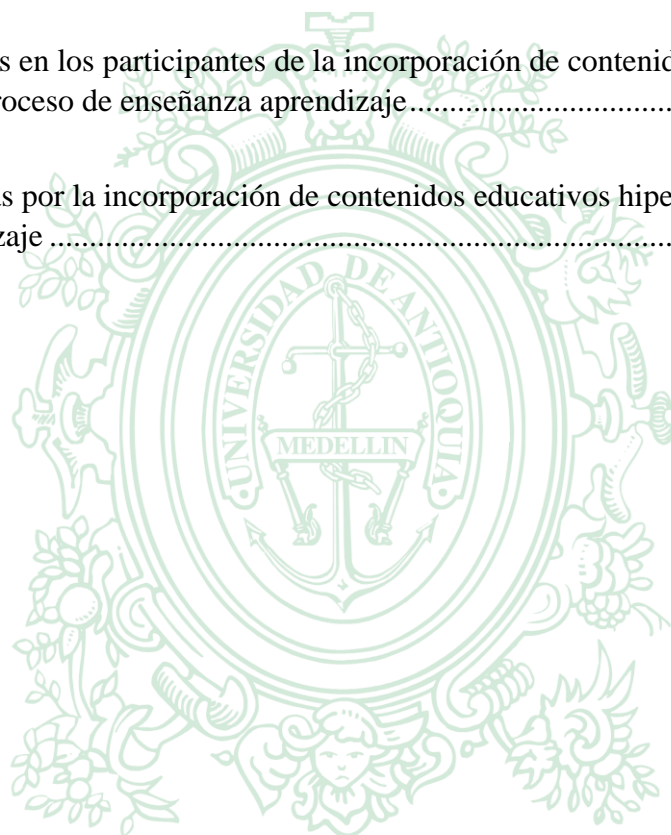 s en los participantes de la incorporación de contenid
roceso de enseñanza aprendizaje
s por la incorporación de contenidos educativos hipe
zaje
UNIVERSIDAD DE ANTIOQUIA
MEDELLIN